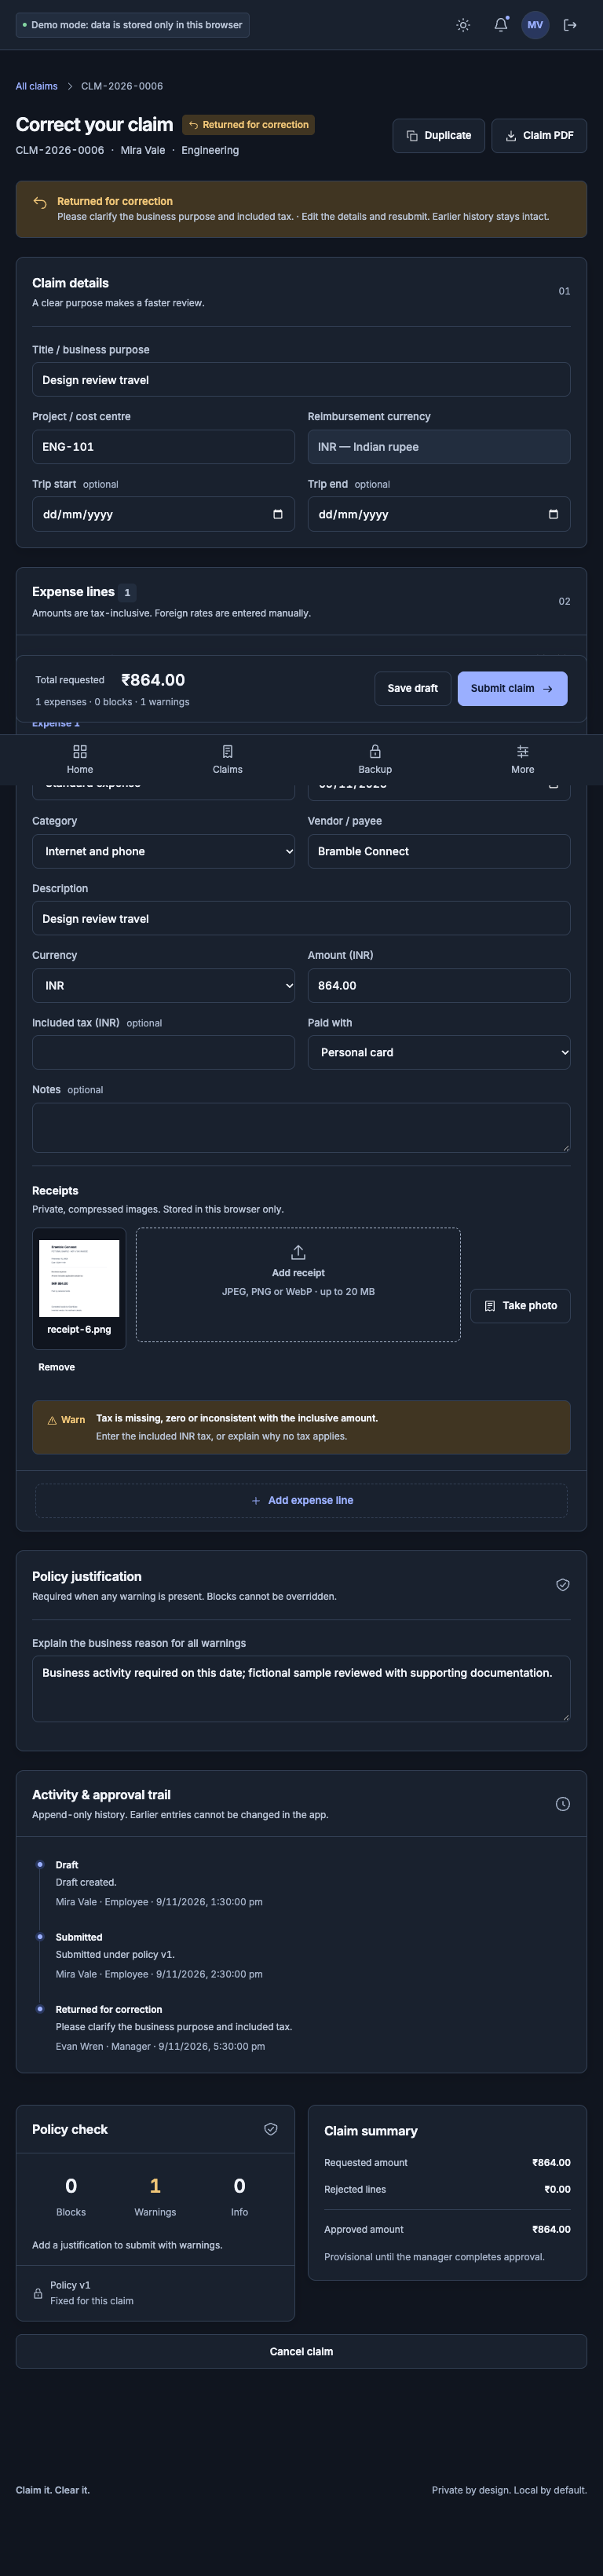 Demo mode: data is stored only in this browser
MV
All claims > CLM-2026-0006
Correct your claim
Returned for correction
CLM-2026-0006 · Mira Vale · Engineering
Duplicate
Claim PDF
Returned for correction
Please clarify the business purpose and included tax. · Edit the details and resubmit. Earlier history stays intact.
Claim details
A clear purpose makes a faster review.
01
Title / business purpose
Design review travel
Project / cost centre
Reimbursement currency
ENG-101
INR — Indian rupee
Trip start optional
Trip end optional
dd/mm/yyyy
dd/mm/yyyy
Expense lines 1
Amounts are tax-inclusive. Foreign rates are entered manually.
02
Total requested ₹864.00
1 expenses · 0 blocks · 1 warnings
Save draft
Submit claim →
Expense 1
Home
Claims
Backup
More
Standard expense
Category
Vendor / payee
Internet and phone
Bramble Connect
Description
Design review travel
Currency
Amount (INR)
INR
864.00
Included tax (INR) optional
Paid with
Personal card
Notes optional
Receipts
Private, compressed images. Stored in this browser only.
receipt-6.png
Add receipt
JPEG, PNG or WebP · up to 20 MB
Take photo
Remove
Warn
Tax is missing, zero or inconsistent with the inclusive amount.
Enter the included INR tax, or explain why no tax applies.
+ Add expense line
Policy justification
Required when any warning is present. Blocks cannot be overridden.
Explain the business reason for all warnings
Business activity required on this date; fictional sample reviewed with supporting documentation.
Activity & approval trail
Append-only history. Earlier entries cannot be changed in the app.
Draft
Draft created.
Mira Vale · Employee · 9/11/2026, 1:30:00 pm
Submitted
Submitted under policy v1.
Mira Vale · Employee · 9/11/2026, 2:30:00 pm
Returned for correction
Please clarify the business purpose and included tax.
Evan Wren · Manager · 9/11/2026, 5:30:00 pm
Policy check
0
1
0
Blocks
Warnings
Info
Add a justification to submit with warnings.
Policy v1
Fixed for this claim
Claim summary
Requested amount ₹864.00
Rejected lines ₹0.00
Approved amount ₹864.00
Provisional until the manager completes approval.
Cancel claim
Claim it. Clear it.
Private by design. Local by default.